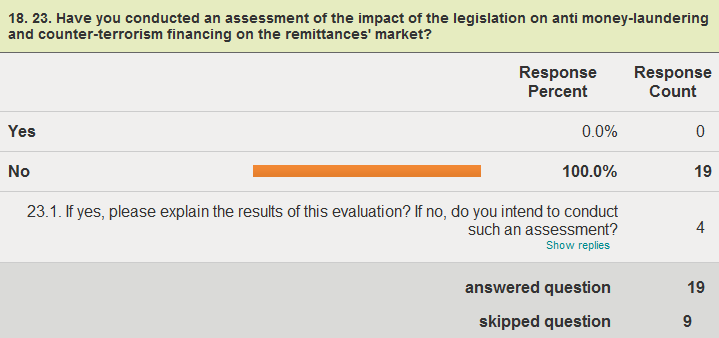 18. 23. Have you conducted an assessment of the impact of the legislation on anti money-laundering
and counter-terrorism financing on the remittances' market?
Response Response
Percent Count
Yes 0.0% 0
No 100.0% 19
23.1. If yes, please explain the results of this evaluation? If no, do you intend to conduct
such an assessment? 4
Show replies
answered question 19
skipped question 9